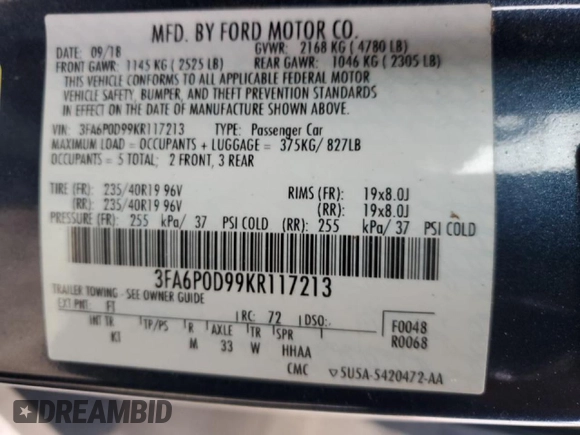 MFD. BY FORD MOTOR CO.
DATE: 09/18 GVWR: 2168 KG ( 4780 LB)
FRONT GAWR: 1145 KG ( 2525 LB) REAR GAWR: 1046 KG ( 2305 LB)
THIS VEHICLE CONFORMS TO ALL APPLICABLE FEDERAL MOTOR
VEHICLE SAFETY, BUMPER, AND THEFT PREVENTION STANDARDS
IN EFFECT ON THE DATE OF MANUFACTURE SHOWN ABOVE.
VIN: 3FA6P0D99KR117213 TYPE: Passenger Car
MAXIMUM LOAD = OCCUPANTS + LUGGAGE = 375KG/ 827LB
OCCUPANTS = 5 TOTAL; 2 FRONT, 3 REAR
TIRE (FR): 235/40R19 96V RIMS (FR): 19x8.0J
(RR): 235/40R19 96V (RR): 19x8.0J
PRESSURE (FR): 255 kPa/ 37 PSI COLD (RR): 255 kPa/ 37 PSI COLD
3FA6P0D99KR117213
TRAILER TOWING - SEE OWNER GUIDE
EXT PNT: FT RC: 72 DSO: F0048
INT TR TP/PS R AXLE TR SPR R0068
KI M 33 W HHAA
CMC 5U5A-5420472-AA
DREAMBID